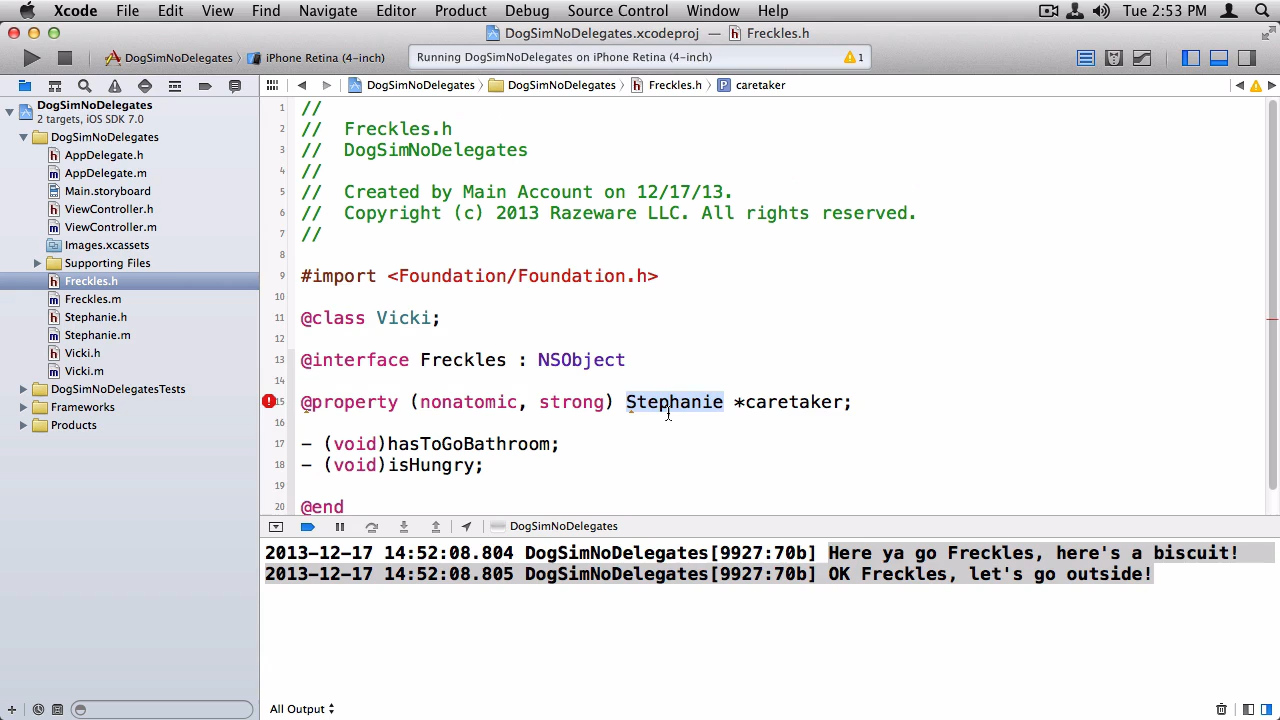 Xcode File Edit View Find Navigate Editor Product Debug Source Control Window Help Tue 2:53 PM
DogSimNoDelegates.xcodeproj — Freckles.h
DogSimNoDelegates iPhone Retina (4-inch) Running DogSimNoDelegates on iPhone Retina (4-inch) 1
DogSimNoDelegates DogSimNoDelegates Freckles.h caretaker
DogSimNoDelegates
2 targets, iOS SDK 7.0
DogSimNoDelegates
AppDelegate.h
AppDelegate.m
Main.storyboard
ViewController.h
ViewController.m
Images.xcassets
Supporting Files
Freckles.h
Freckles.m
Stephanie.h
Stephanie.m
Vicki.h
Vicki.m
DogSimNoDelegatesTests
Frameworks
Products
1 //
2 // Freckles.h
3 // DogSimNoDelegates
4 //
5 // Created by Main Account on 12/17/13.
6 // Copyright (c) 2013 Razeware LLC. All rights reserved.
7 //
8
9 #import <Foundation/Foundation.h>
10
11 @class Vicki;
12
13 @interface Freckles : NSObject
14
15 @property (nonatomic, strong) Stephanie *caretaker;
16
17 - (void)hasToGoBathroom;
18 - (void)isHungry;
19
20 @end
DogSimNoDelegates
2013-12-17 14:52:08.804 DogSimNoDelegates[9927:70b] Here ya go Freckles, here's a biscuit!
2013-12-17 14:52:08.805 DogSimNoDelegates[9927:70b] OK Freckles, let's go outside!
All Output